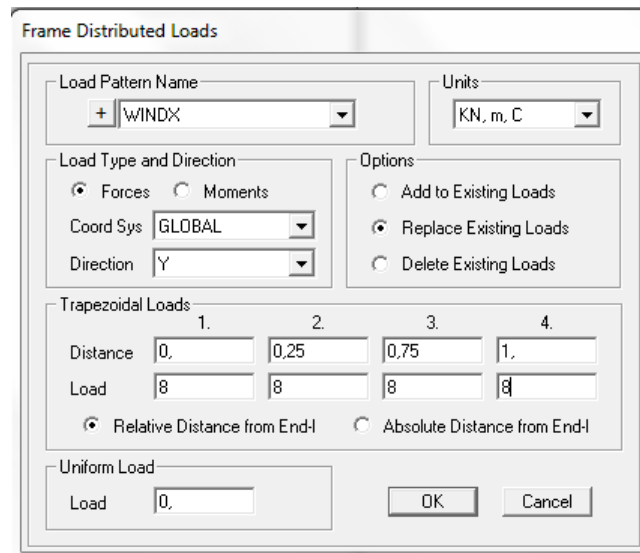 Frame Distributed Loads
Load Pattern Name
+ WINDX
Units
KN, m, C
Load Type and Direction
Forces Moments
Coord Sys GLOBAL
Direction Y
Options
Add to Existing Loads
Replace Existing Loads
Delete Existing Loads
Trapezoidal Loads
1. 2. 3. 4.
Distance 0, 0,25 0,75 1,
Load 8 8 8 8
Relative Distance from End-I Absolute Distance from End-I
Uniform Load
Load 0,
OK Cancel